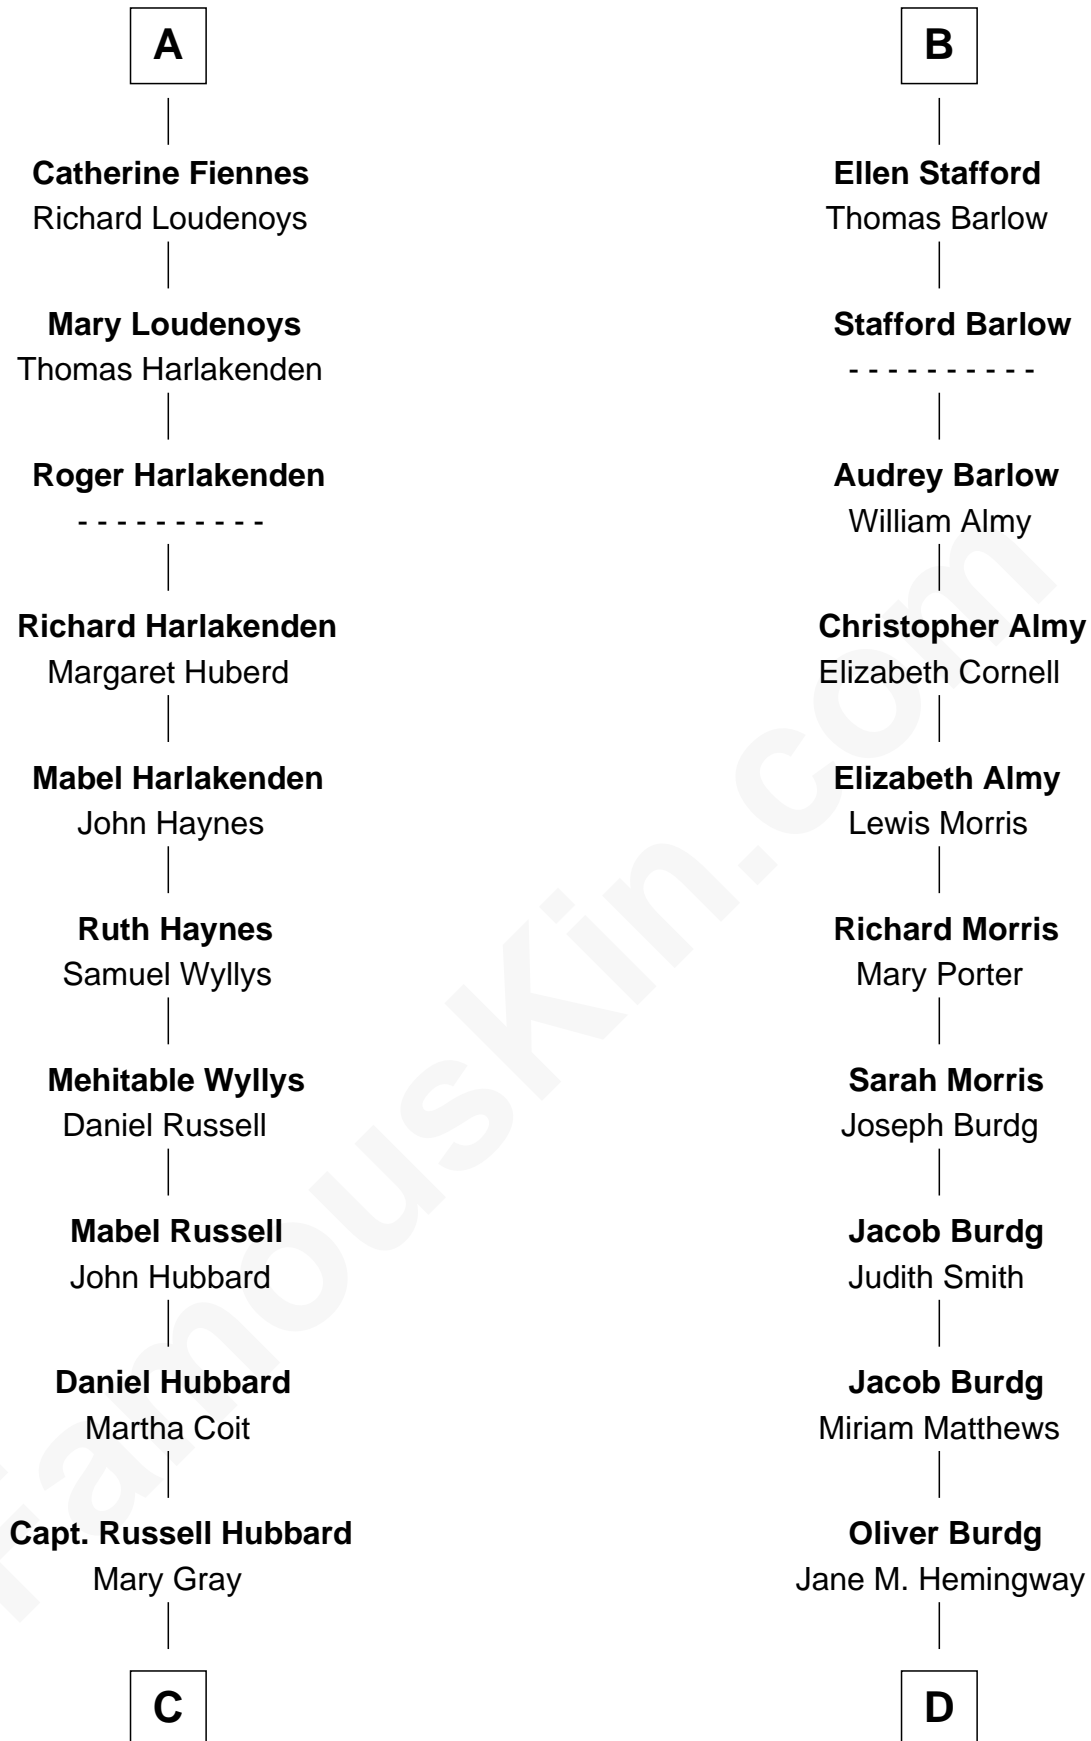 A
Catherine Fiennes
Richard Loudenoys
Mary Loudenoys
Thomas Harlakenden
Roger Harlakenden
- - - - - - - - - -
Richard Harlakenden
Margaret Huberd
Mabel Harlakenden
John Haynes
Ruth Haynes
Samuel Wyllys
Mehitable Wyllys
Daniel Russell
Mabel Russell
John Hubbard
Daniel Hubbard
Martha Coit
Capt. Russell Hubbard
Mary Gray
C
B
Ellen Stafford
Thomas Barlow
Stafford Barlow
- - - - - - - - - -
Audrey Barlow
William Almy
Christopher Almy
Elizabeth Cornell
Elizabeth Almy
Lewis Morris
Richard Morris
Mary Porter
Sarah Morris
Joseph Burdg
Jacob Burdg
Judith Smith
Jacob Burdg
Miriam Matthews
Oliver Burdg
Jane M. Hemingway
D
FamousKin.com